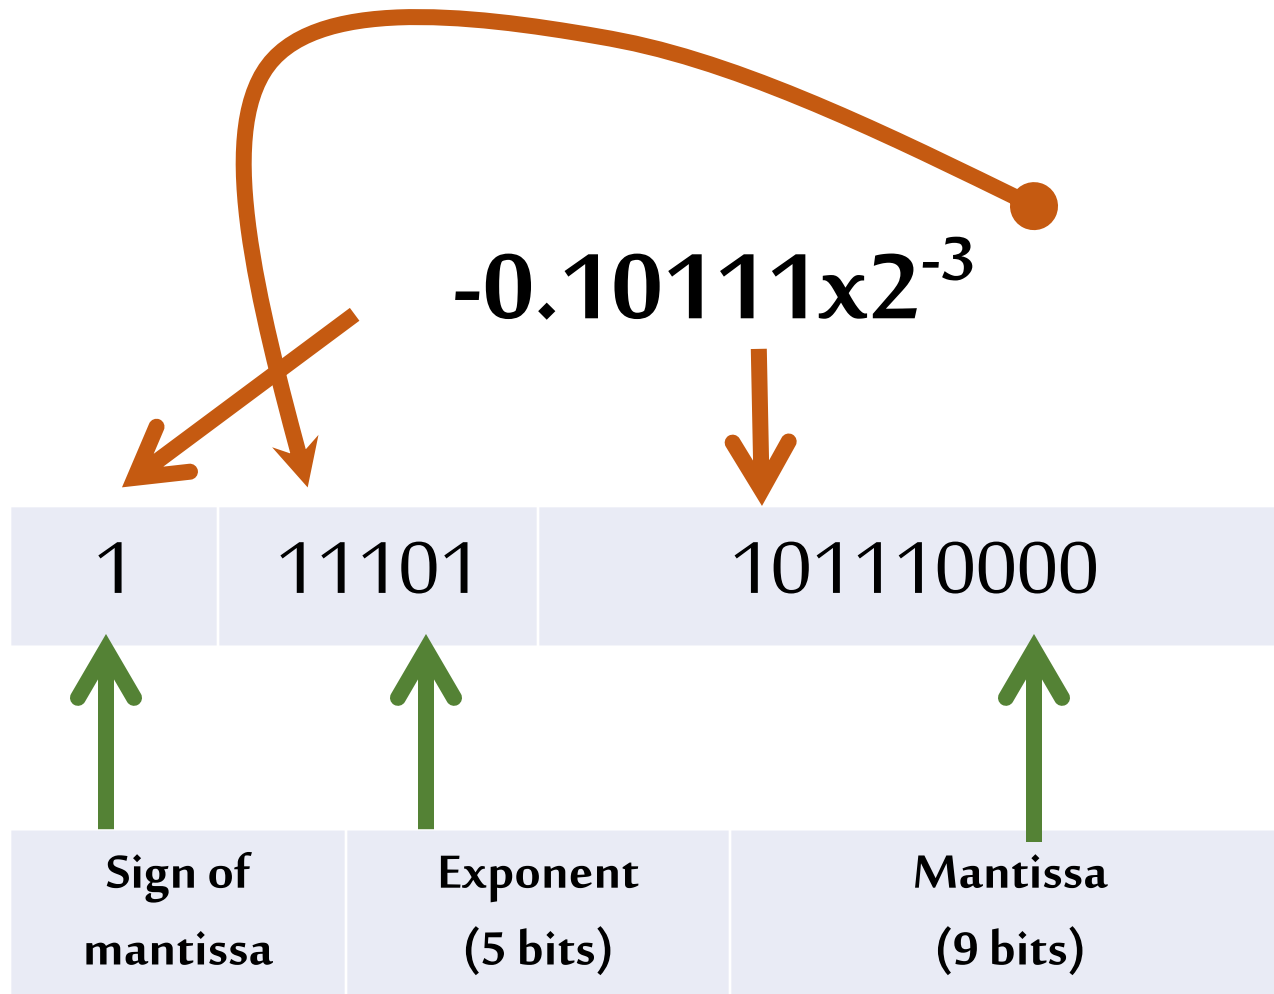 -0.10111x2-3
1 11101 101110000
Sign of Exponent Mantissa
mantissa (5 bits) (9 bits)